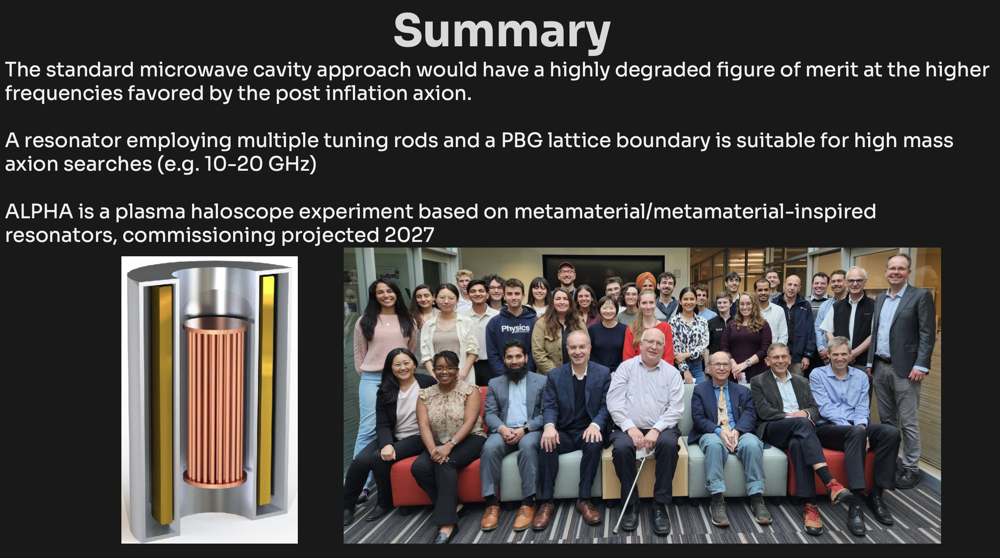 Summary
The standard microwave cavity approach would have a highly degraded figure of merit at the higher
frequencies favored by the post inflation axion.
A resonator employing multiple tuning rods and a PBG lattice boundary is suitable for high mass
axion searches (e.g. 10-20 GHz)
ALPHA is a plasma haloscope experiment based on metamaterial/metamaterial-inspired
resonators, commissioning projected 2027
Physics
YALE